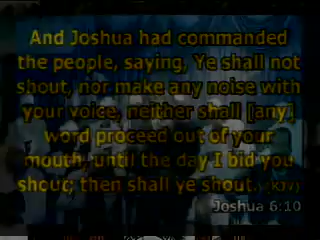 And Joshua had commanded
the people, saying, Ye shall not
shout, nor make any noise with
your voice, neither shall [any]
word proceed out of your
mouth, until the day I bid you
shout; then shall ye shout. (KJV)
Joshua 6:10